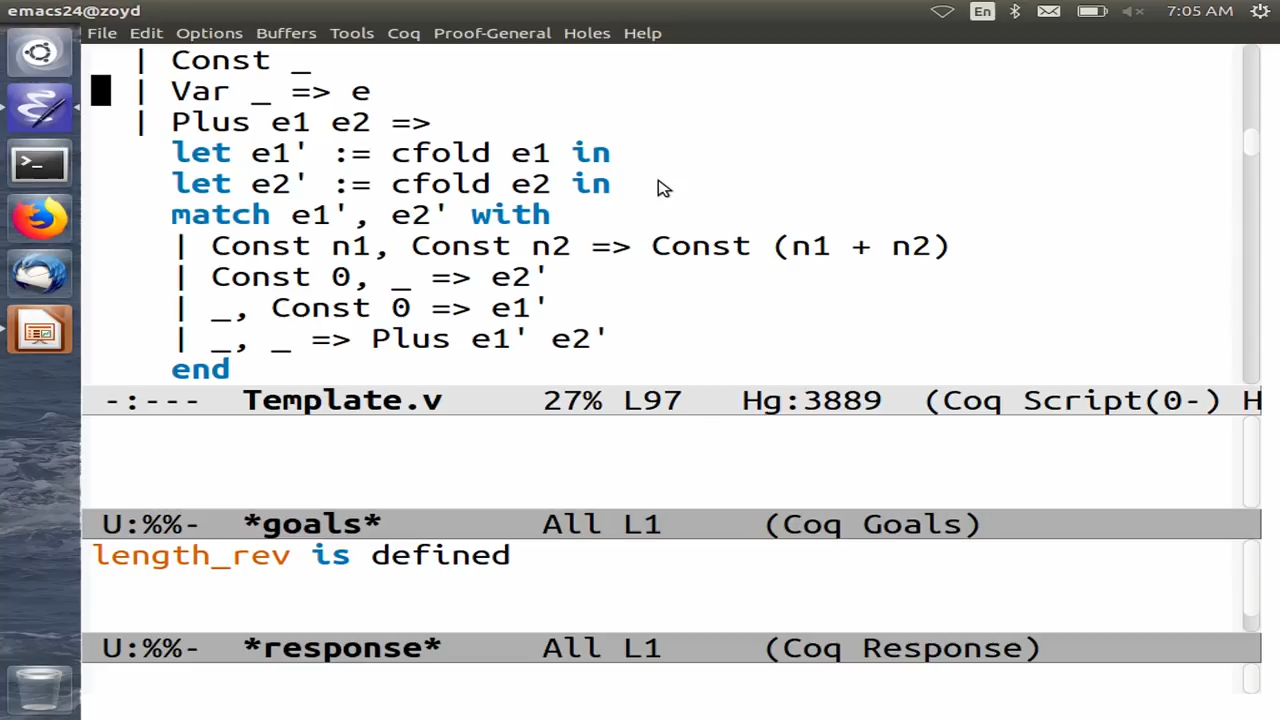 emacs24@zoyd En 7:05 AM
File Edit Options Buffers Tools Coq Proof-General Holes Help
| Const _
| Var _ => e
| Plus e1 e2 =>
let e1' := cfold e1 in
let e2' := cfold e2 in
match e1', e2' with
| Const n1, Const n2 => Const (n1 + n2)
| Const 0, _ => e2'
| _, Const 0 => e1'
| _, _ => Plus e1' e2'
end
-:--- Template.v 27% L97 Hg:3889 (Coq Script(0-) H
U:%%- *goals* All L1 (Coq Goals)
length_rev is defined
U:%%- *response* All L1 (Coq Response)